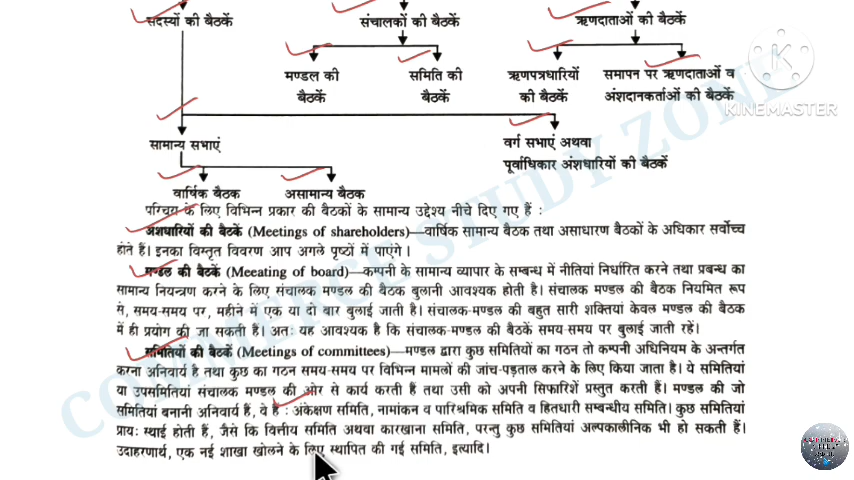 सदस्यों की बैठकें
संचालकों की बैठकें
ऋणदाताओं की बैठकें
मण्डल की बैठकें
समिति की बैठकें
ऋणपत्रधारियों की बैठकें
समापन पर ऋणदाताओं व अंशदानकर्ताओं की बैठकें
KINEMASTER
सामान्य सभाएं
वर्ग सभाएं अथवा पूर्वाधिकार अंशधारियों की बैठकें
वार्षिक बैठक
असामान्य बैठक
परिचय के लिए विभिन्न प्रकार की बैठकों के सामान्य उद्देश्य नीचे दिए गए हैं :
अंशधारियों की बैठकें (Meetings of shareholders)—वार्षिक सामान्य बैठक तथा असाधारण बैठकों के अधिकार सर्वोच्च
होते हैं। इनका विस्तृत विवरण आप अगले पृष्ठों में पाएंगे।
मण्डल की बैठकें (Meeating of board)—कम्पनी के सामान्य व्यापार के सम्बन्ध में नीतियां निर्धारित करने तथा प्रबन्ध का
सामान्य नियन्त्रण करने के लिए संचालक मण्डल की बैठक बुलानी आवश्यक होती है। संचालक मण्डल की बैठक नियमित रूप
से, समय-समय पर, महीने में एक या दो बार बुलाई जाती है। संचालक-मण्डल की बहुत सारी शक्तियां केवल मण्डल की बैठक
में ही प्रयोग की जा सकती हैं। अतः यह आवश्यक है कि संचालक-मण्डल की बैठकें समय-समय पर बुलाई जाती रहें।
समितियों की बैठकें (Meetings of committees)—मण्डल द्वारा कुछ समितियों का गठन तो कम्पनी अधिनियम के अन्तर्गत
करना अनिवार्य है तथा कुछ का गठन समय-समय पर विभिन्न मामलों की जांच-पड़ताल करने के लिए किया जाता है। ये समितियां
या उपसमितियां संचालक मण्डल की ओर से कार्य करती हैं तथा उसी को अपनी सिफारिशें प्रस्तुत करती हैं। मण्डल की जो
समितियां बनानी अनिवार्य हैं, वे हैं : अंकेक्षण समिति, नामांकन व पारिश्रमिक समिति व हितधारी सम्बन्धीय समिति। कुछ समितियां
प्रायः स्थाई होती हैं, जैसे कि वित्तीय समिति अथवा कारखाना समिति, परन्तु कुछ समितियां अल्पकालीनक भी हो सकती हैं।
उदाहरणार्थ, एक नई शाखा खोलने के लिए स्थापित की गई समिति, इत्यादि।
COMMERCE STUDY ZONE